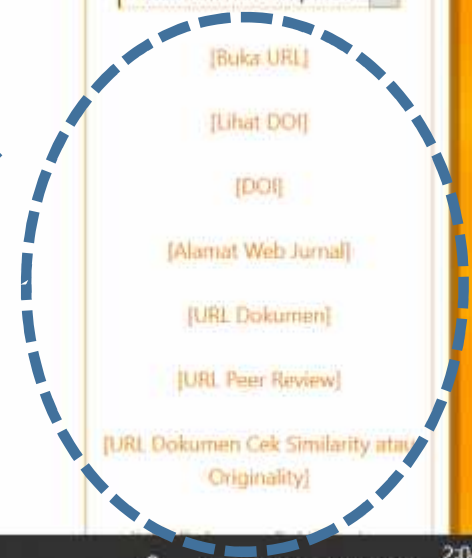 [Buka URL]
[Lihat DOI]
[DOI]
[Alamat Web Jurnal]
[URL Dokumen]
[URL Peer Review]
[URL Dokumen Cek Similarity atau
Originality]